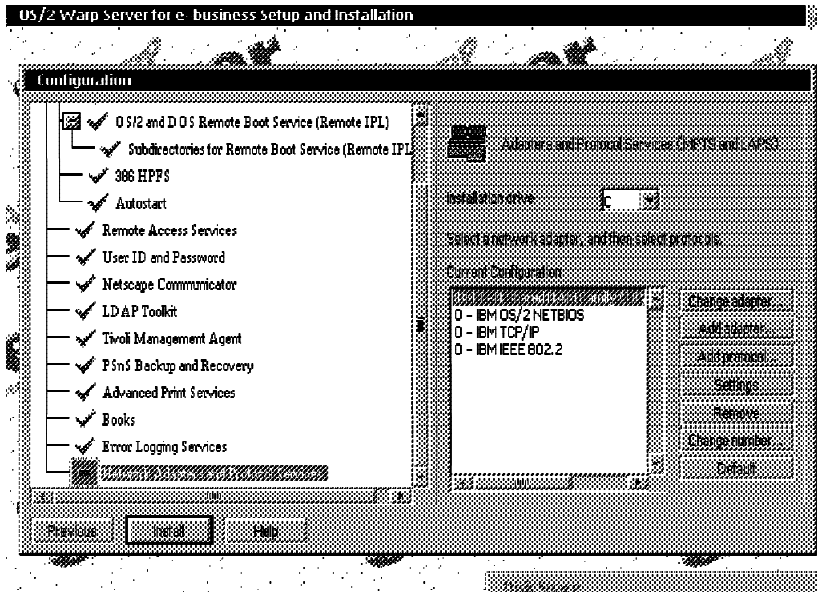 OS/2 Warp Server for e-business Setup and Installation
Configuration
OS/2 and DOS Remote Boot Service (Remote IPL)
Subdirectories for Remote Boot Service (Remote IPL
386 HPFS
Autostart
Remote Access Services
User ID and Password
Netscape Communicator
LDAP Toolkit
Tivoli Management Agent
PSnS Backup and Recovery
Advanced Print Services
Books
Error Logging Services
Network Adapters and Protocol Services
Previous
Install
Help
Adapters and Protocol Services (MPTS and LAPS)
Installation drive
C
Select a network adapter, and then select protocols.
Current Configuration
0 - IBM OS/2 NETBIOS
0 - IBM TCP/IP
0 - IBM IEEE 802.2
Change adapter...
Add adapter...
Add protocol...
Settings
Remove
Change number...
Default